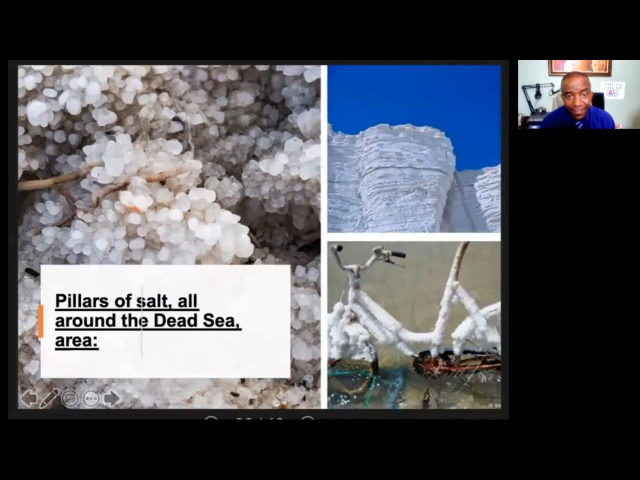 Pillars of salt, all
around the Dead Sea,
area: